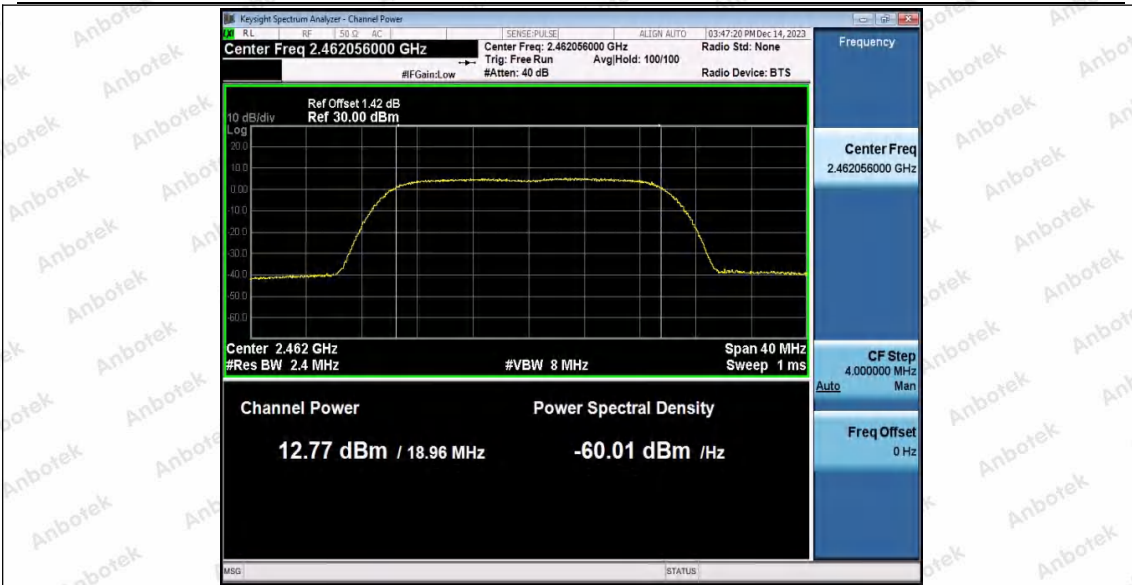 Keysight Spectrum Analyzer - Channel Power
RL RF 50 Ω AC SENSE:PULSE ALIGN AUTO 03:47:20 PM Dec 14, 2023
Center Freq 2.462056000 GHz Center Freq: 2.462056000 GHz Radio Std: None
Trig: Free Run Avg|Hold: 100/100
#IFGain:Low #Atten: 40 dB Radio Device: BTS
Frequency
Ref Offset 1.42 dB
10 dB/div Ref 30.00 dBm
Log
20.0
10.0
0.00
-10.0
-20.0
-30.0
-40.0
-50.0
-60.0
Center Freq
2.462056000 GHz
Center 2.462 GHz Span 40 MHz
#Res BW 2.4 MHz #VBW 8 MHz Sweep 1 ms
CF Step
4.000000 MHz
Auto Man
Freq Offset
0 Hz
Channel Power Power Spectral Density
12.77 dBm / 18.96 MHz -60.01 dBm /Hz
MSG STATUS
Anbotek